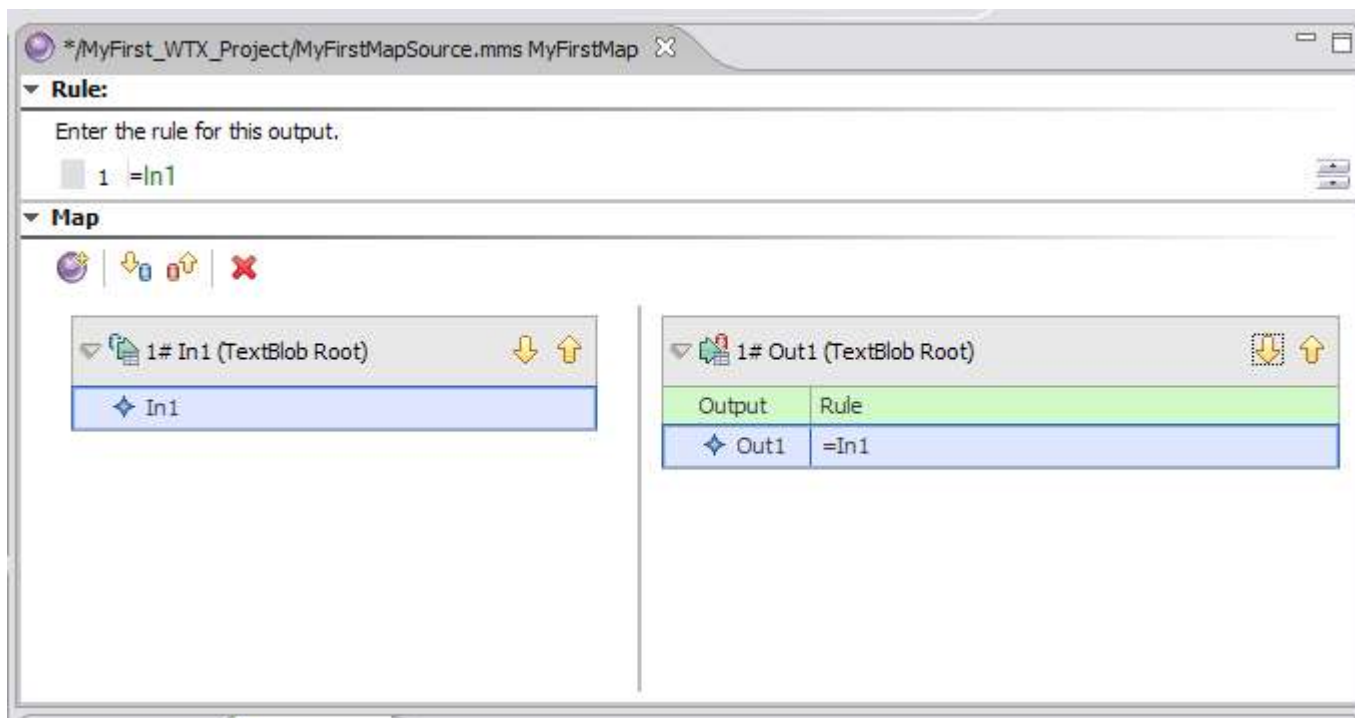 */MyFirst_WTX_Project/MyFirstMapSource.mms MyFirstMap
Rule:
Enter the rule for this output.
1 =In1
Map
1# In1 (TextBlob Root)
In1
1# Out1 (TextBlob Root)
Output Rule
Out1 =In1